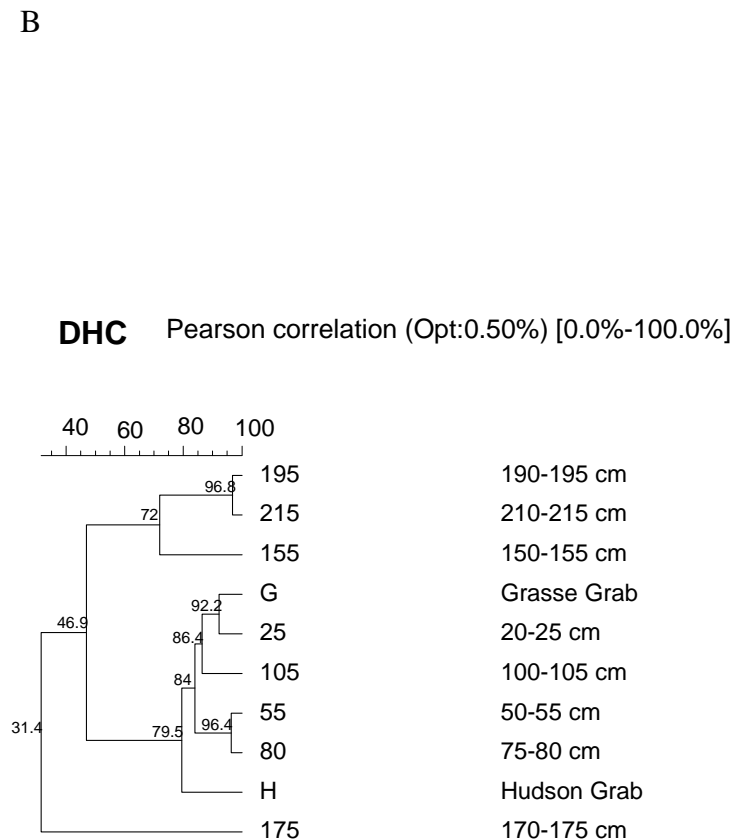 B
DHC Pearson correlation (Opt:0.50%) [0.0%-100.0%]
40 60 80 100
96.8 195 190-195 cm
215 210-215 cm
72
155 150-155 cm
G Grasse Grab
92.2
46.9 25 20-25 cm
86.4
105 100-105 cm
84
55 50-55 cm
31.4 79.5 96.4
80 75-80 cm
H Hudson Grab
175 170-175 cm